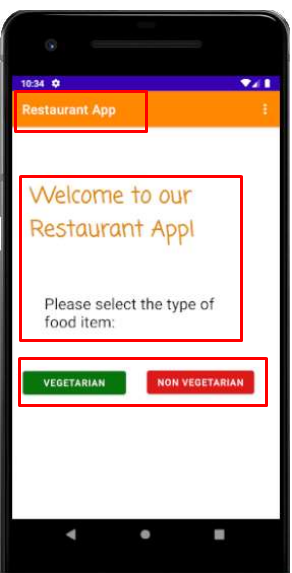 10:34
Restaurant App
Welcome to our
Restaurant App!
Please select the type of
food item:
VEGETARIAN NON VEGETARIAN